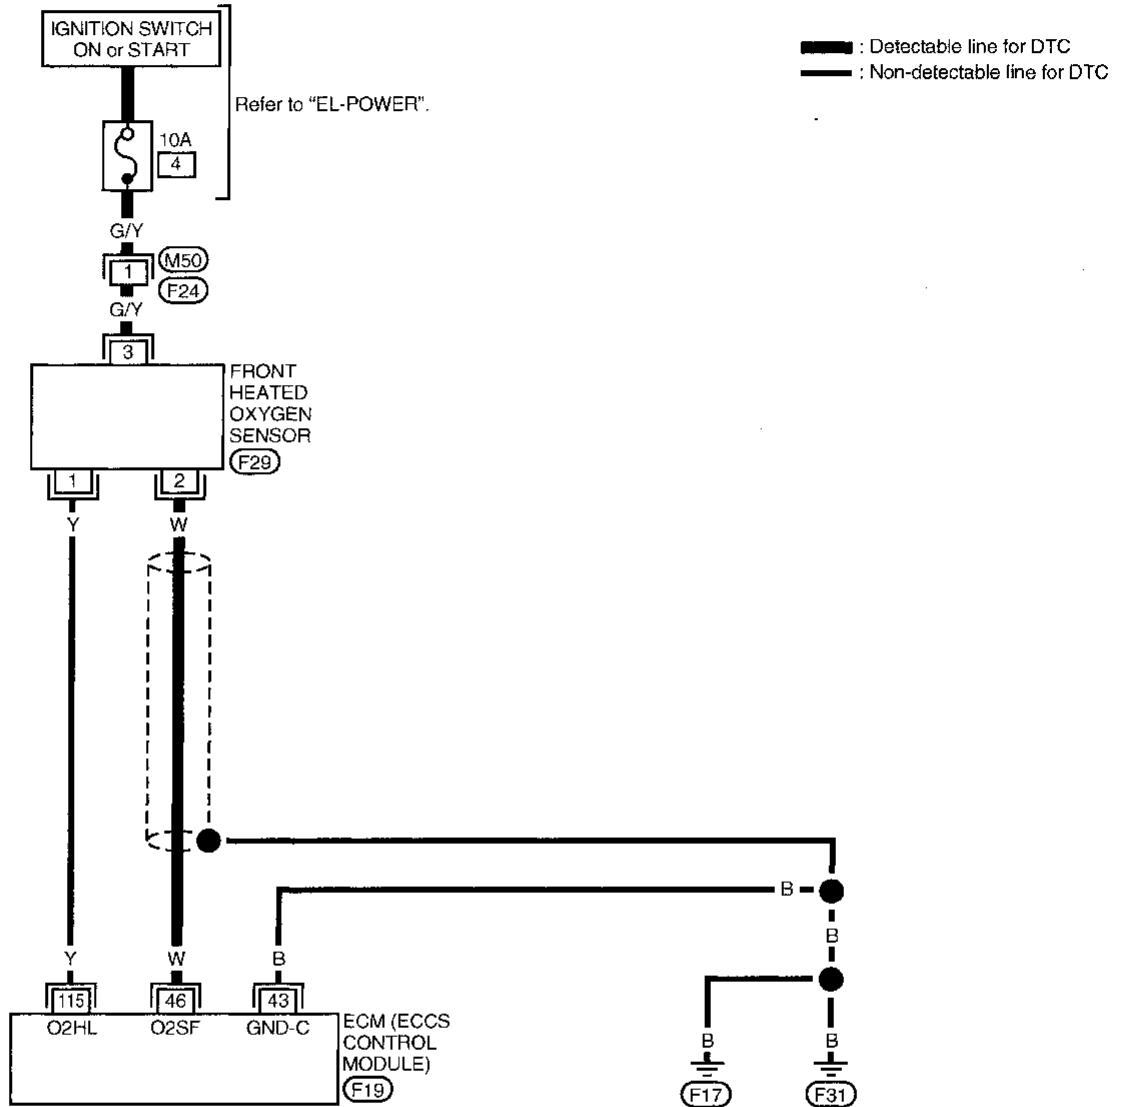 IGNITION SWITCH
ON or START
: Detectable line for DTC
: Non-detectable line for DTC
Refer to “EL-POWER”.
10A
4
G/Y
M50
1
F24
G/Y
3
FRONT
HEATED
OXYGEN
SENSOR
F29
1
2
Y
W
B
B
Y
W
B
115
46
43
O2HL
O2SF
GND-C
ECM (ECCS
CONTROL
MODULE)
F19
B
B
F17
F31